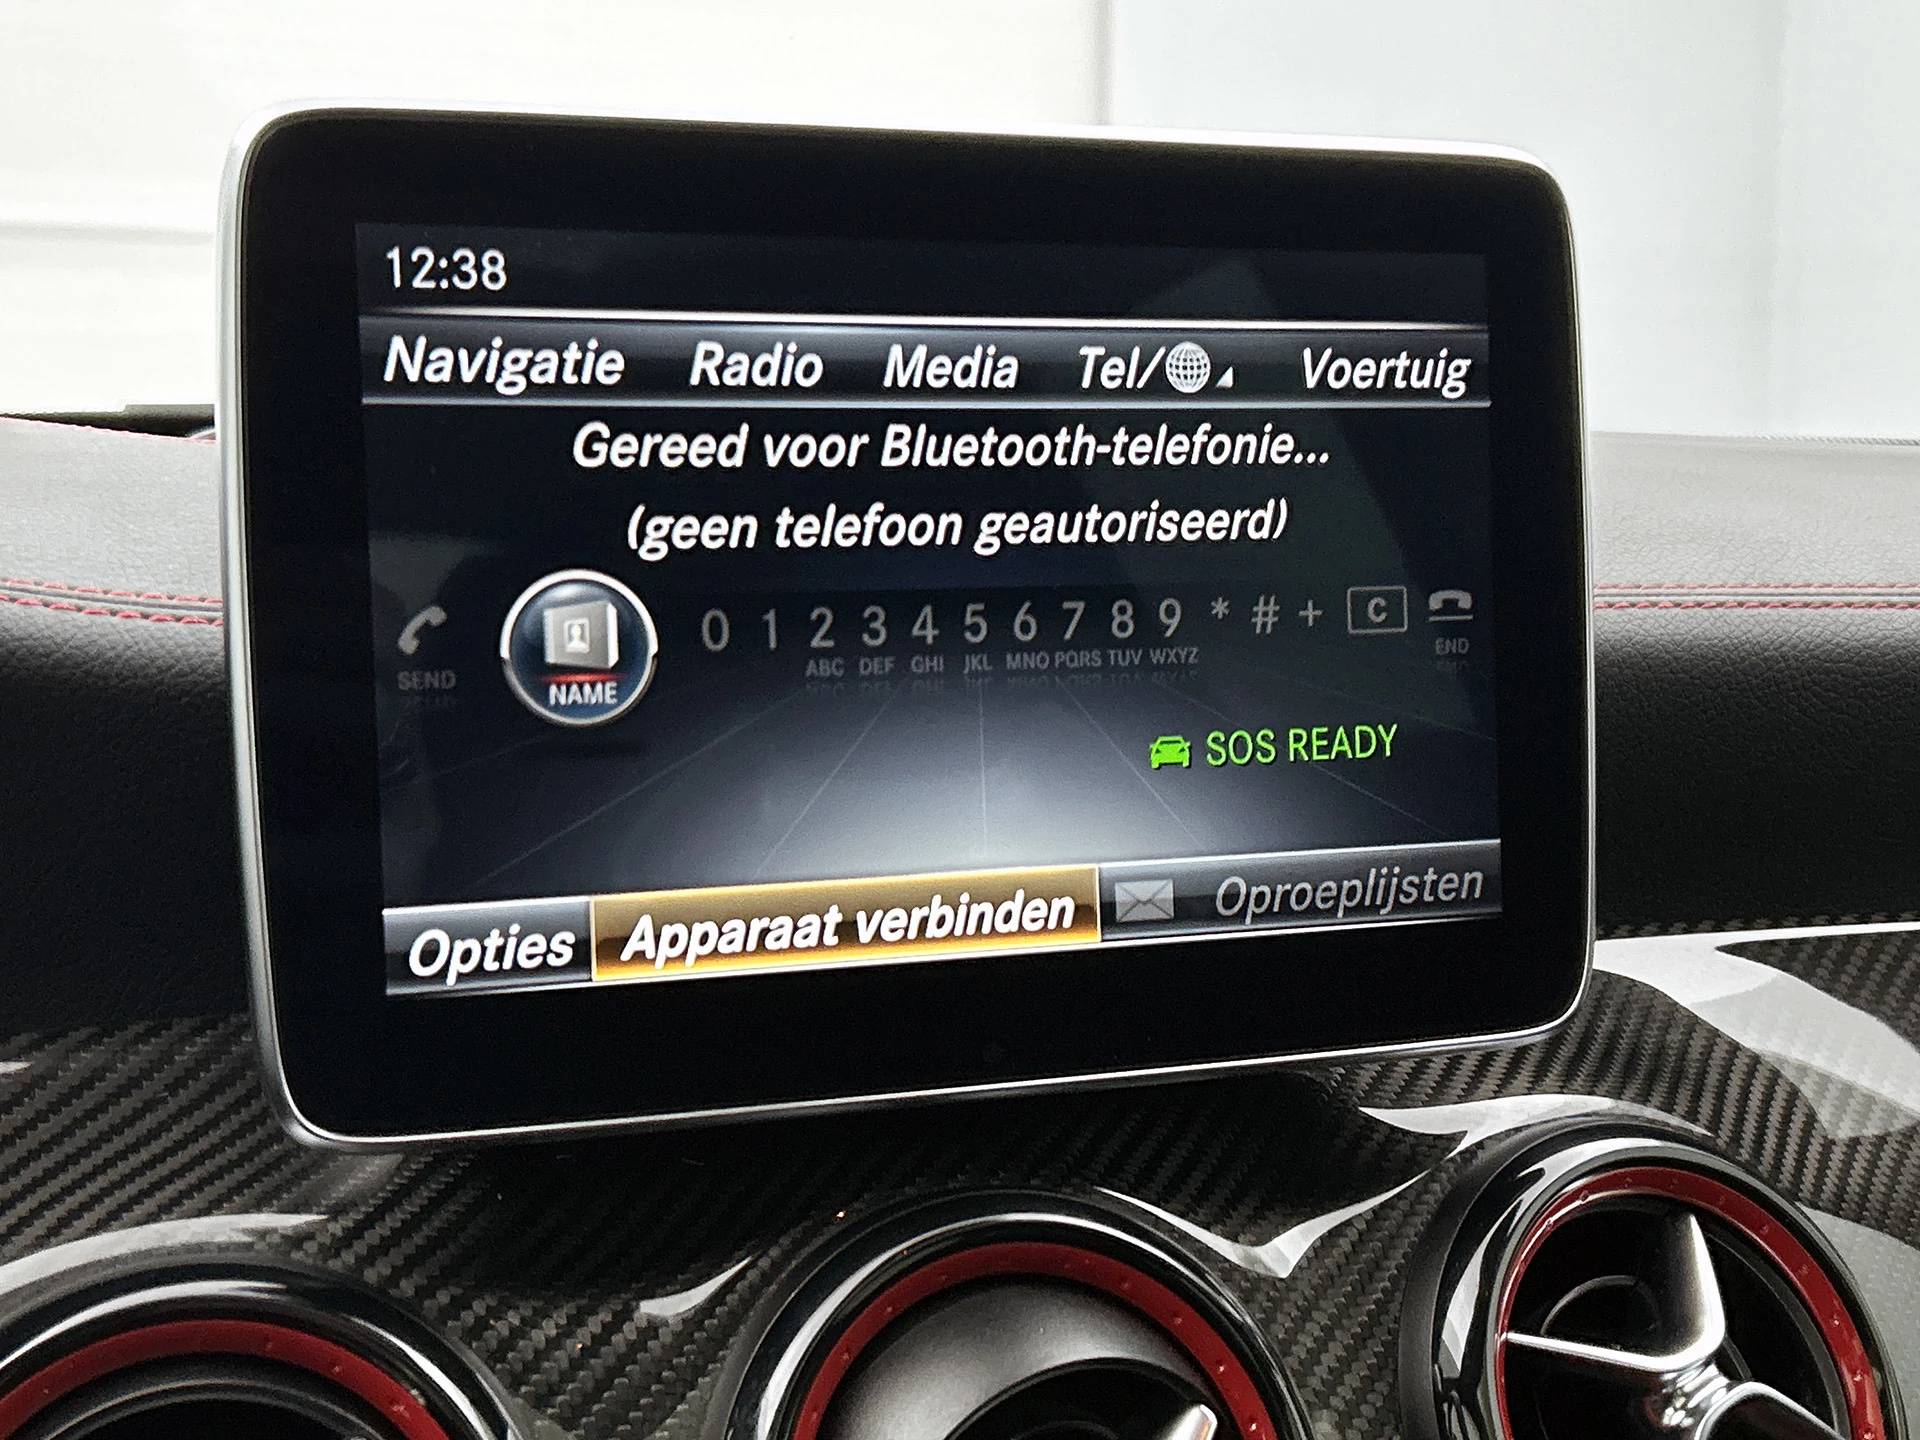 12:38
Navigatie Radio Media Tel/ Voertuig
Gereed voor Bluetooth-telefonie...
(geen telefoon geautoriseerd)
SEND NAME 0 1 2 3 4 5 6 7 8 9 * # + C END
ABC DEF GHI JKL MNO PQRS TUV WXYZ
SOS READY
Opties Apparaat verbinden Oproeplijsten